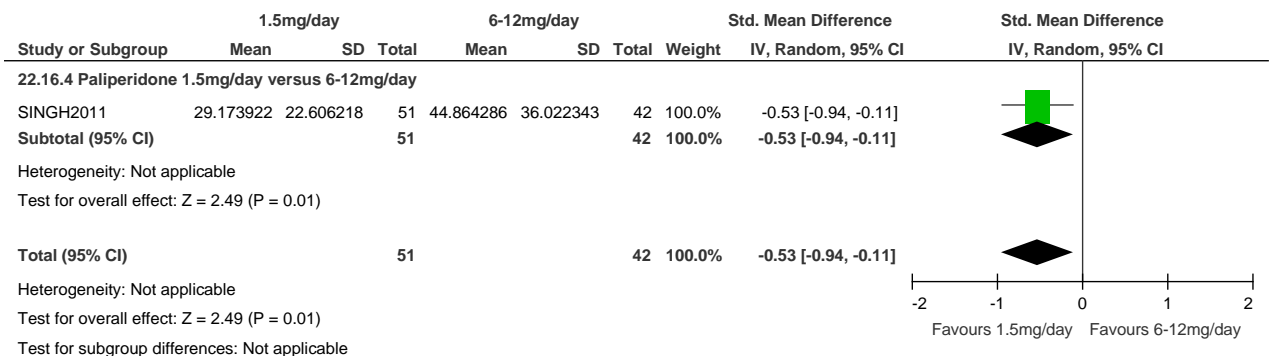 1.5mg/day 6-12mg/day Std. Mean Difference Std. Mean Difference
Study or Subgroup Mean SD Total Mean SD Total Weight IV, Random, 95% CI IV, Random, 95% CI
22.16.4 Paliperidone 1.5mg/day versus 6-12mg/day
SINGH2011 29.173922 22.606218 51 44.864286 36.022343 42 100.0% -0.53 [-0.94, -0.11]
Subtotal (95% CI) 51 42 100.0% -0.53 [-0.94, -0.11]
Heterogeneity: Not applicable
Test for overall effect: Z = 2.49 (P = 0.01)
Total (95% CI) 51 42 100.0% -0.53 [-0.94, -0.11]
Heterogeneity: Not applicable
Test for overall effect: Z = 2.49 (P = 0.01)
Test for subgroup differences: Not applicable
-2 -1 0 1 2
Favours 1.5mg/day Favours 6-12mg/day